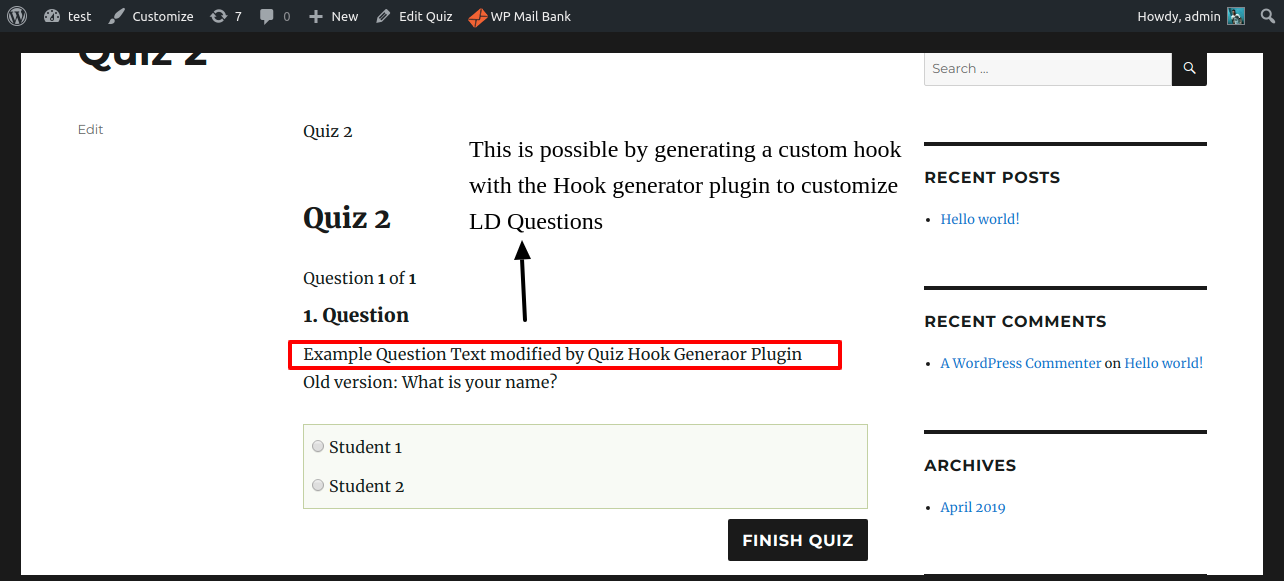 test
Customize
7
0
New
Edit Quiz
WP Mail Bank
Howdy, admin
Quiz 2
Edit
Quiz 2
This is possible by generating a custom hook
with the Hook generator plugin to customize
LD Questions
Quiz 2
Question 1 of 1
1. Question
Example Question Text modified by Quiz Hook Generaor Plugin
Old version: What is your name?
Student 1
Student 2
FINISH QUIZ
Search ...
RECENT POSTS
Hello world!
RECENT COMMENTS
A WordPress Commenter on Hello world!
ARCHIVES
April 2019